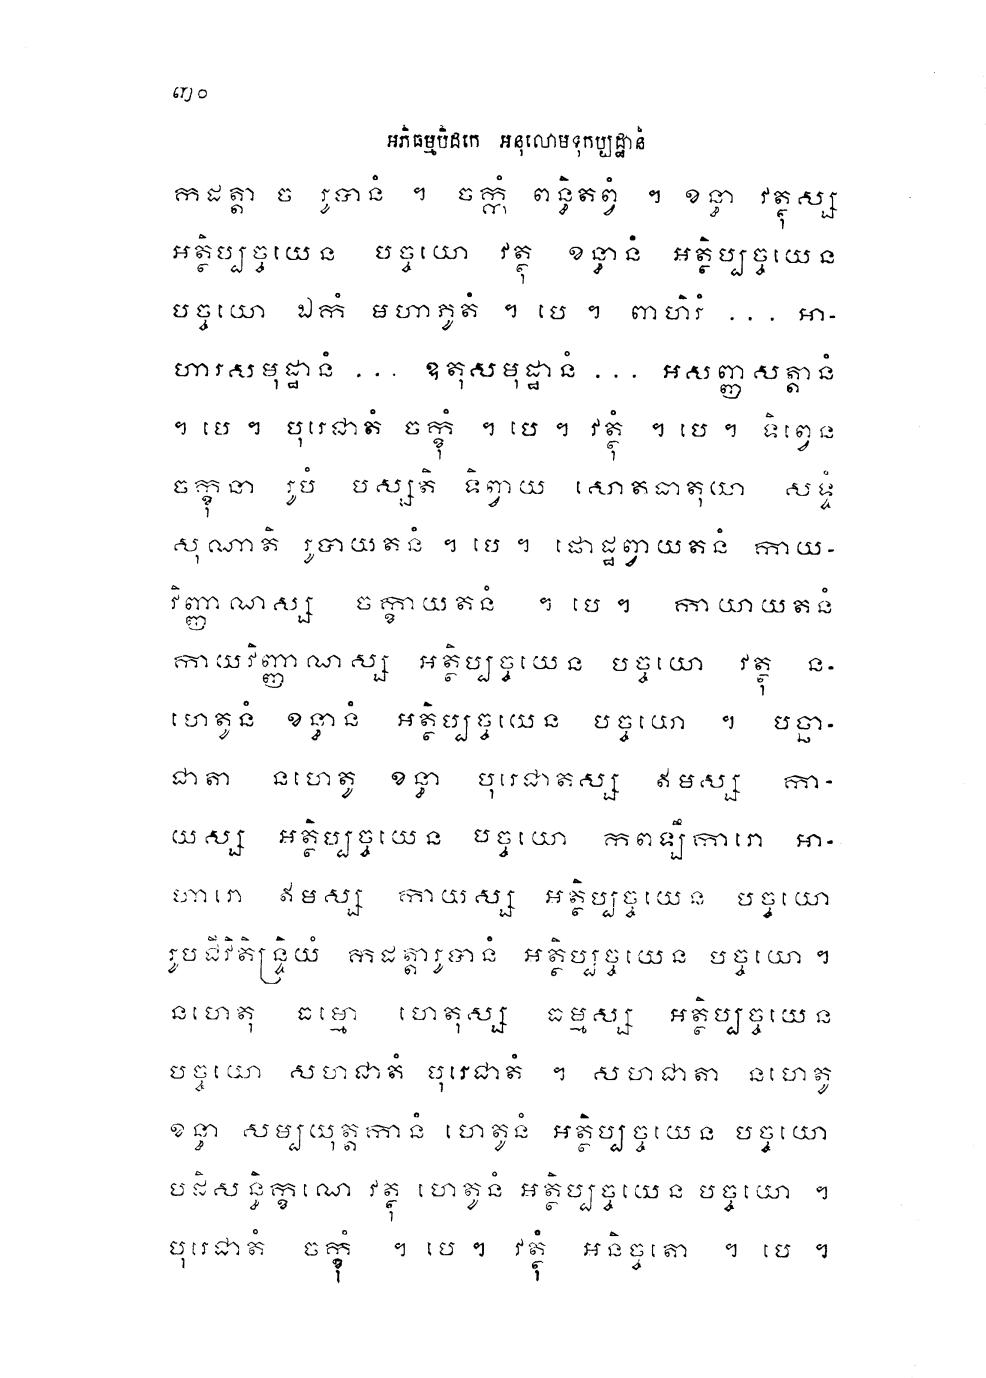 ៣០
អភិធម្មបិដកេ អនុលោមទុកប្បដ្ឋានំ
កដត្តា ច រូបានំ ។ ចក្កំ ពន្ធិតព្វំ ។ ខន្ធា វត្ថុស្ស
អត្ថិប្បច្ចយេន បច្ចយោ វត្ថុ ខន្ធានំ អត្ថិប្បច្ចយេន
បច្ចយោ ឯកំ មហាភូតំ ។ បេ ។ ពាហិរំ ... អា-
ហារសមុដ្ឋានំ ... ឧតុសមុដ្ឋានំ ... អសញ្ញសត្តានំ
។ បេ ។ បុរេជាតំ ចក្ខុំ ។ បេ ។ វត្ថុំ ។ បេ ។ ទិព្វេន
ចក្ខុនា រូបំ បស្សតិ ទិព្វាយ សោតធាតុយា សទ្ទំ
សុណាតិ រូបាយតនំ ។ បេ ។ ផោដ្ឋព្វាយតនំ កាយ-
វិញ្ញាណស្ស ចក្ខាយតនំ ។ បេ ។ កាយាយតនំ
កាយវិញ្ញាណស្ស អត្ថិប្បច្ចយេន បច្ចយោ វត្ថុ ន-
ហេតូនំ ខន្ធានំ អត្ថិប្បច្ចយេន បច្ចយោ ។ បច្ឆា-
ជាតា នហេតូ ខន្ធា បុរេជាតស្ស ឥមស្ស កា-
យស្ស អត្ថិប្បច្ចយេន បច្ចយោ កពឡឹការោ អា-
ហារោ ឥមស្ស កាយស្ស អត្ថិប្បច្ចយេន បច្ចយោ
រូបជីវិតិន្ទ្រិយំ កដត្តារូបានំ អត្ថិប្បច្ចយេន បច្ចយោ ។
នហេតុ ធម្មោ ហេតុស្ស ធម្មស្ស អត្ថិប្បច្ចយេន
បច្ចយោ សហជាតំ បុរេជាតំ ។ សហជាតា នហេតូ
ខន្ធា សម្បយុត្តកានំ ហេតូនំ អត្ថិប្បច្ចយេន បច្ចយោ
បដិសន្ធិក្ខណេ វត្ថុ ហេតូនំ អត្ថិប្បច្ចយេន បច្ចយោ ។
បុរេជាតំ ចក្ខុំ ។ បេ ។ វត្ថុំ អនិច្ចតោ ។ បេ ។